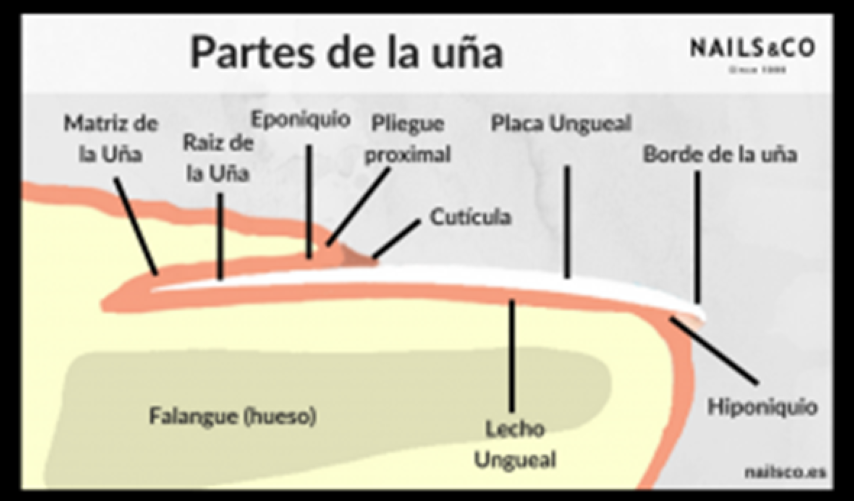 Partes de la uña
NAILS&CO
Since 1998
Matriz de
la Uña
Raiz de
la Uña
Eponiquio
Pliegue
proximal
Placa Ungueal
Borde de la uña
Cutícula
Falangue (hueso)
Lecho
Ungueal
Hiponiquio
nailsco.es